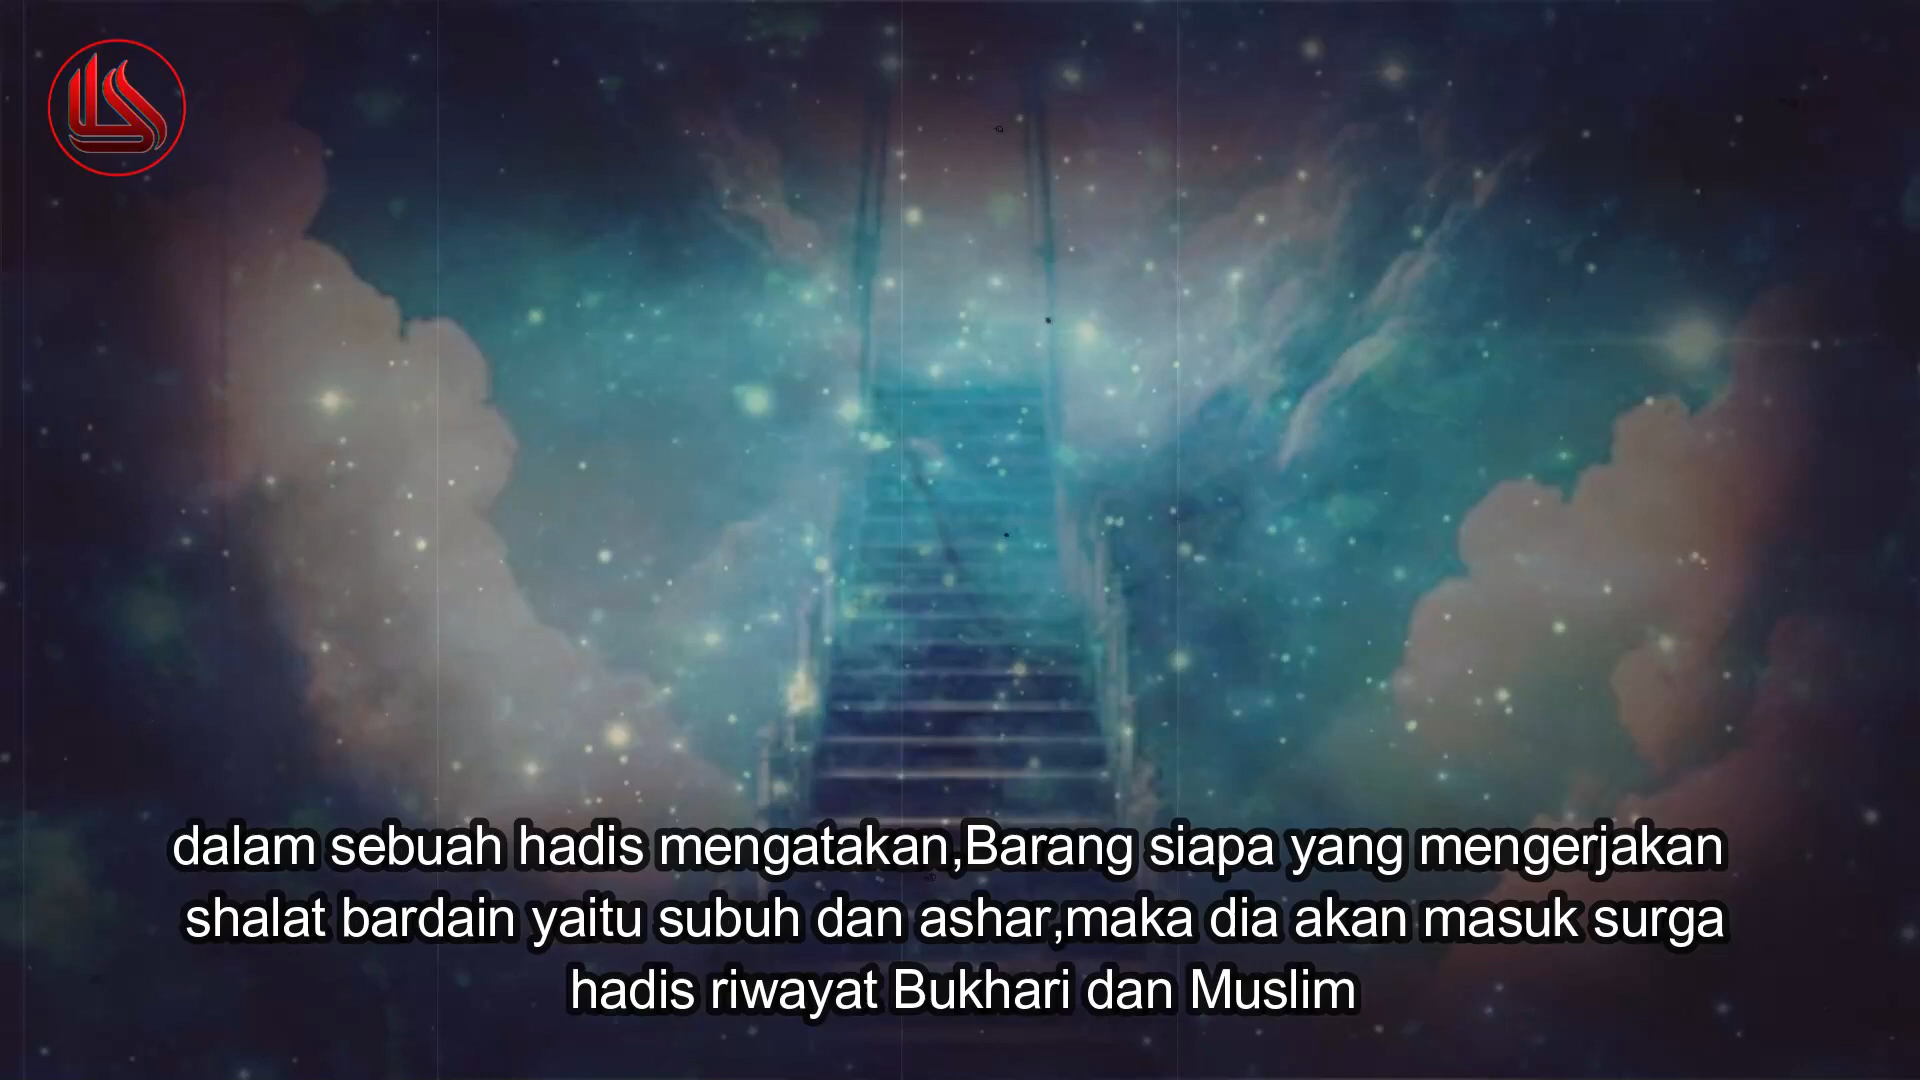 dalam sebuah hadis mengatakan,Barang siapa yang mengerjakan
shalat bardain yaitu subuh dan ashar,maka dia akan masuk surga
hadis riwayat Bukhari dan Muslim